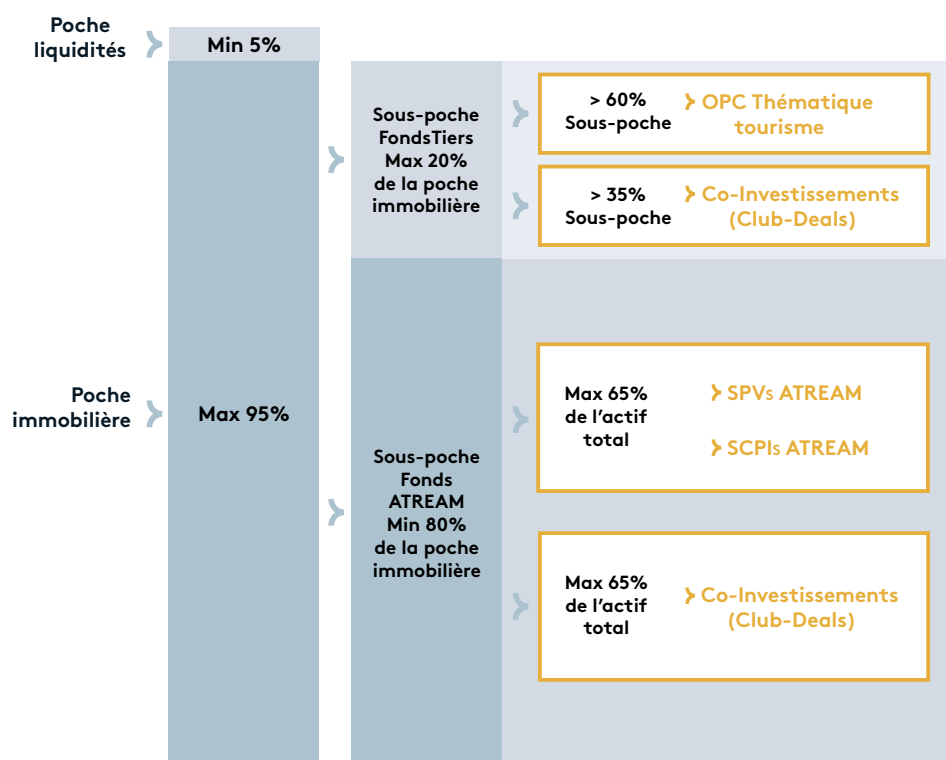 Poche
liquidités
Min 5%
Sous-poche
FondsTiers
Max 20%
de la poche
immobilière
> 60%
Sous-poche
OPC Thématique
tourisme
> 35%
Sous-poche
Co-Investissements
(Club-Deals)
Poche
immobilière
Max 95%
Sous-poche
Fonds
ATREAM
Min 80%
de la poche
immobilière
Max 65%
de l’actif
total
SPVs ATREAM
SCPIs ATREAM
Max 65%
de l’actif
total
Co-Investissements
(Club-Deals)